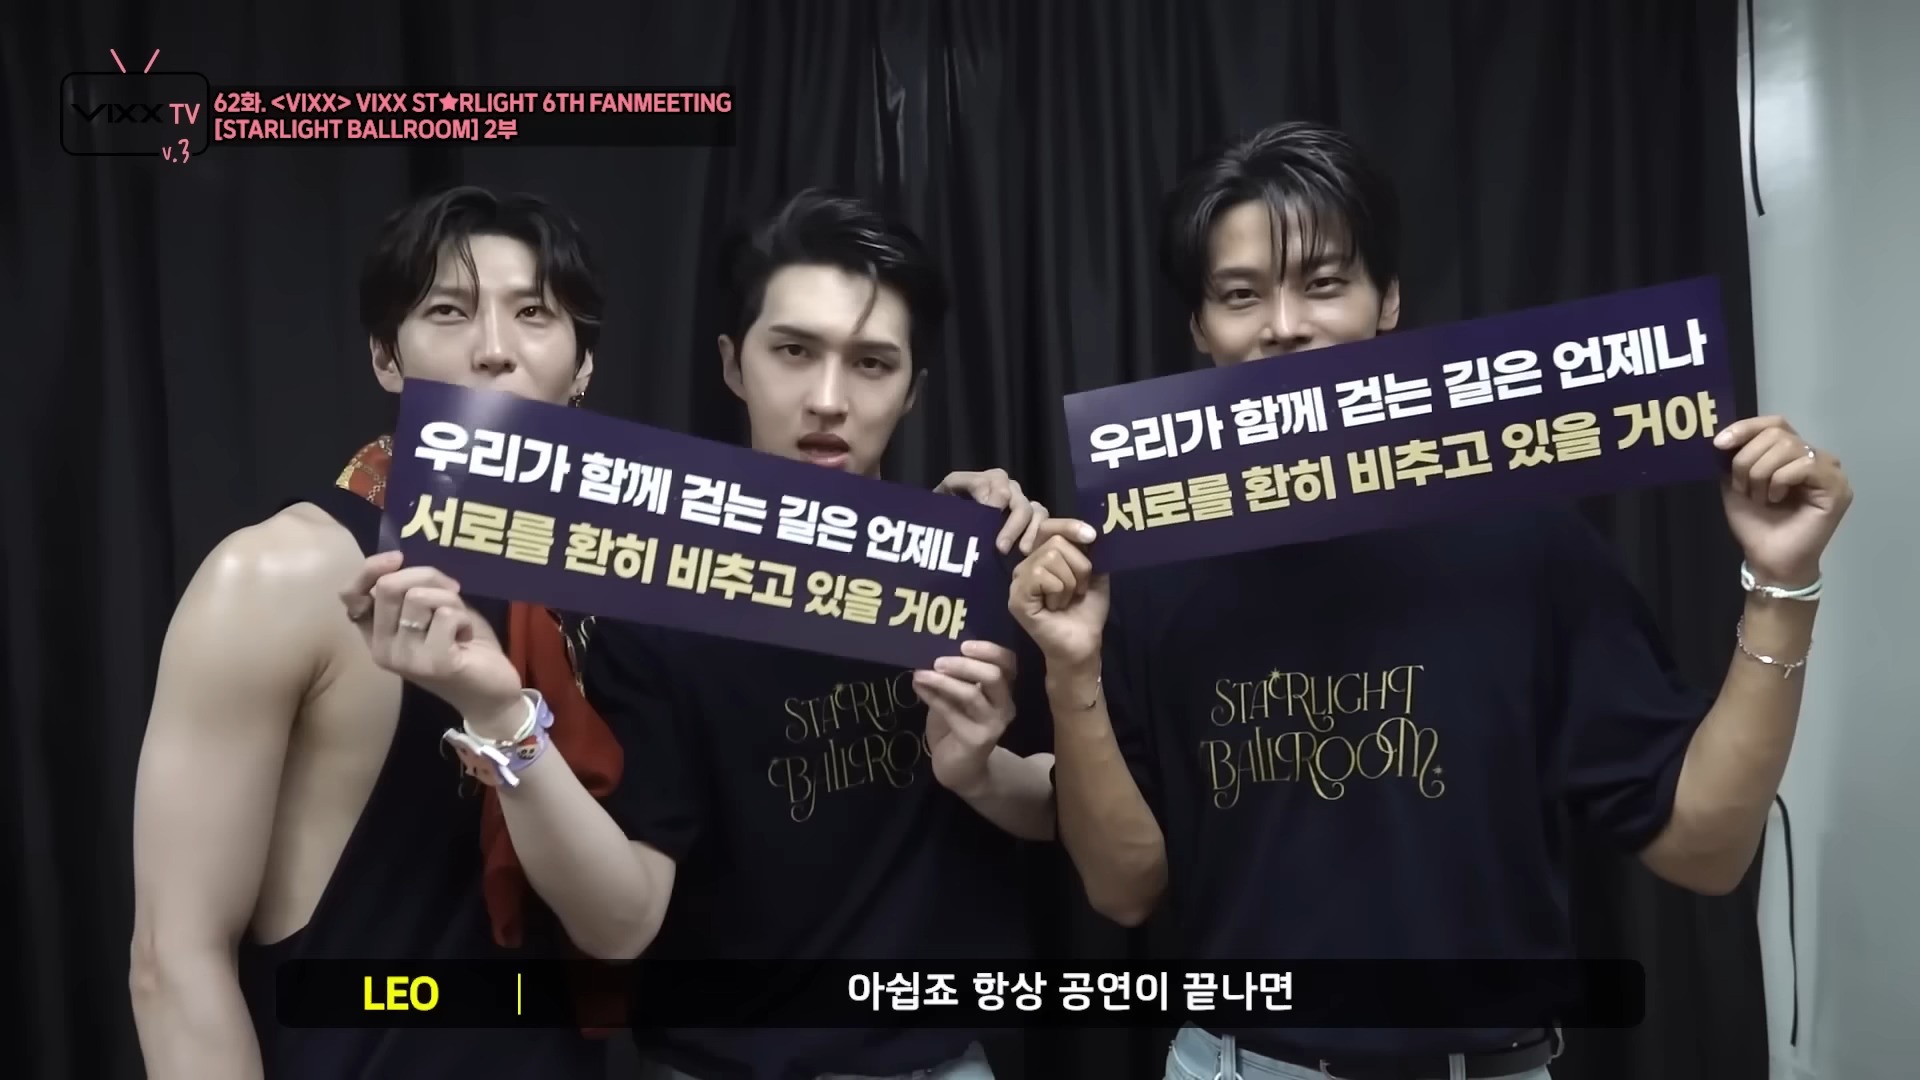 VIXX TV
v.3
62화. <VIXX> VIXX ST★RLIGHT 6TH FANMEETING
[STARLIGHT BALLROOM] 2부
우리가 함께 걷는 길은 언제나
서로를 환히 비추고 있을 거야
우리가 함께 걷는 길은 언제나
서로를 환히 비추고 있을 거야
STARLIGHT
BALLROOM
LEO
아쉽죠 항상 공연이 끝나면